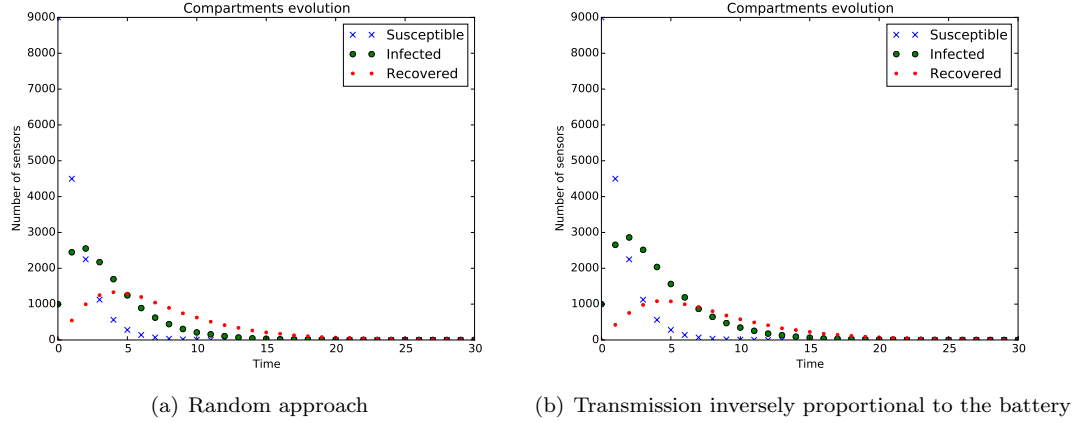 Compartments evolution
9000
8000
7000
6000
5000
4000
3000
2000
1000
0
Number of sensors
Susceptible
Infected
Recovered
0 5 10 15 20 25 30
Time
(a) Random approach
Compartments evolution
9000
8000
7000
6000
5000
4000
3000
2000
1000
0
Number of sensors
Susceptible
Infected
Recovered
0 5 10 15 20 25 30
Time
(b) Transmission inversely proportional to the battery